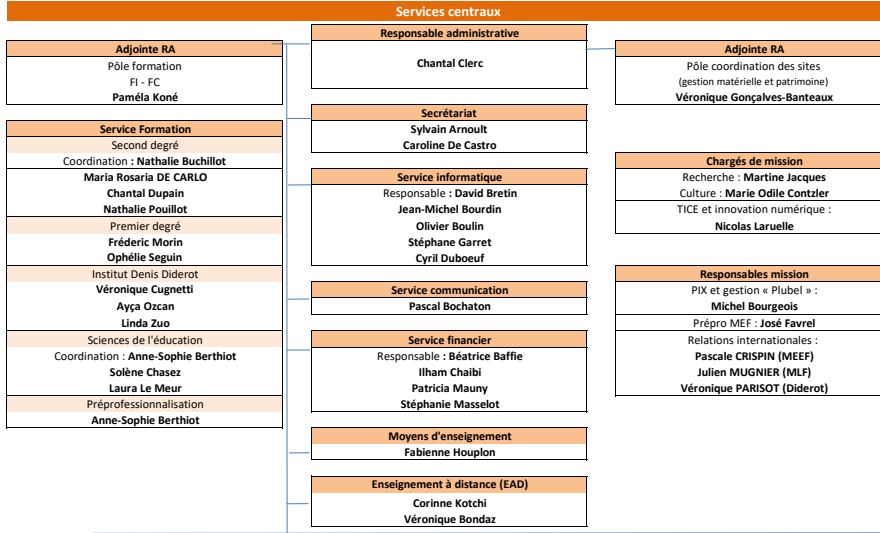 Services centraux
Adjointe RA
Pôle formation
FI - FC
Paméla Koné
Service Formation
Second degré
Coordination : Nathalie Buchillot
Maria Rosaria DE CARLO
Chantal Dupain
Nathalie Pouillot
Premier degré
Fréderic Morin
Ophélie Seguin
Institut Denis Diderot
Véronique Cugnetti
Ayça Ozcan
Linda Zuo
Sciences de l'éducation
Coordination : Anne-Sophie Berthiot
Solène Chasez
Laura Le Meur
Préprofessionnalisation
Anne-Sophie Berthiot
Responsable administrative
Chantal Clerc
Secrétariat
Sylvain Arnoult
Caroline De Castro
Service informatique
Responsable : David Bretin
Jean-Michel Bourdin
Olivier Boulin
Stéphane Garret
Cyril Duboeuf
Service communication
Pascal Bochaton
Service financier
Responsable : Béatrice Baffie
Ilham Chaibi
Patricia Mauny
Stéphanie Masselot
Moyens d'enseignement
Fabienne Houplon
Enseignement à distance (EAD)
Corinne Kotchi
Véronique Bondaz
Adjointe RA
Pôle coordination des sites
(gestion matérielle et patrimoine)
Véronique Gonçalves-Banteaux
Chargés de mission
Recherche : Martine Jacques
Culture : Marie Odile Contzler
TICE et innovation numérique :
Nicolas Laruelle
Responsables mission
PIX et gestion « Plubel » :
Michel Bourgeois
Prépro MEF : José Favrel
Relations internationales :
Pascale CRISPIN (MEEF)
Julien MUGNIER (MLF)
Véronique PARISOT (Diderot)